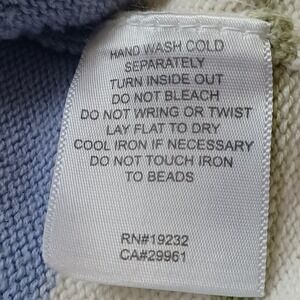 HAND WASH COLD
SEPARATELY
TURN INSIDE OUT
DO NOT BLEACH
DO NOT WRING OR TWIST
LAY FLAT TO DRY
COOL IRON IF NECESSARY
DO NOT TOUCH IRON
TO BEADS
RN#19232
CA#29961